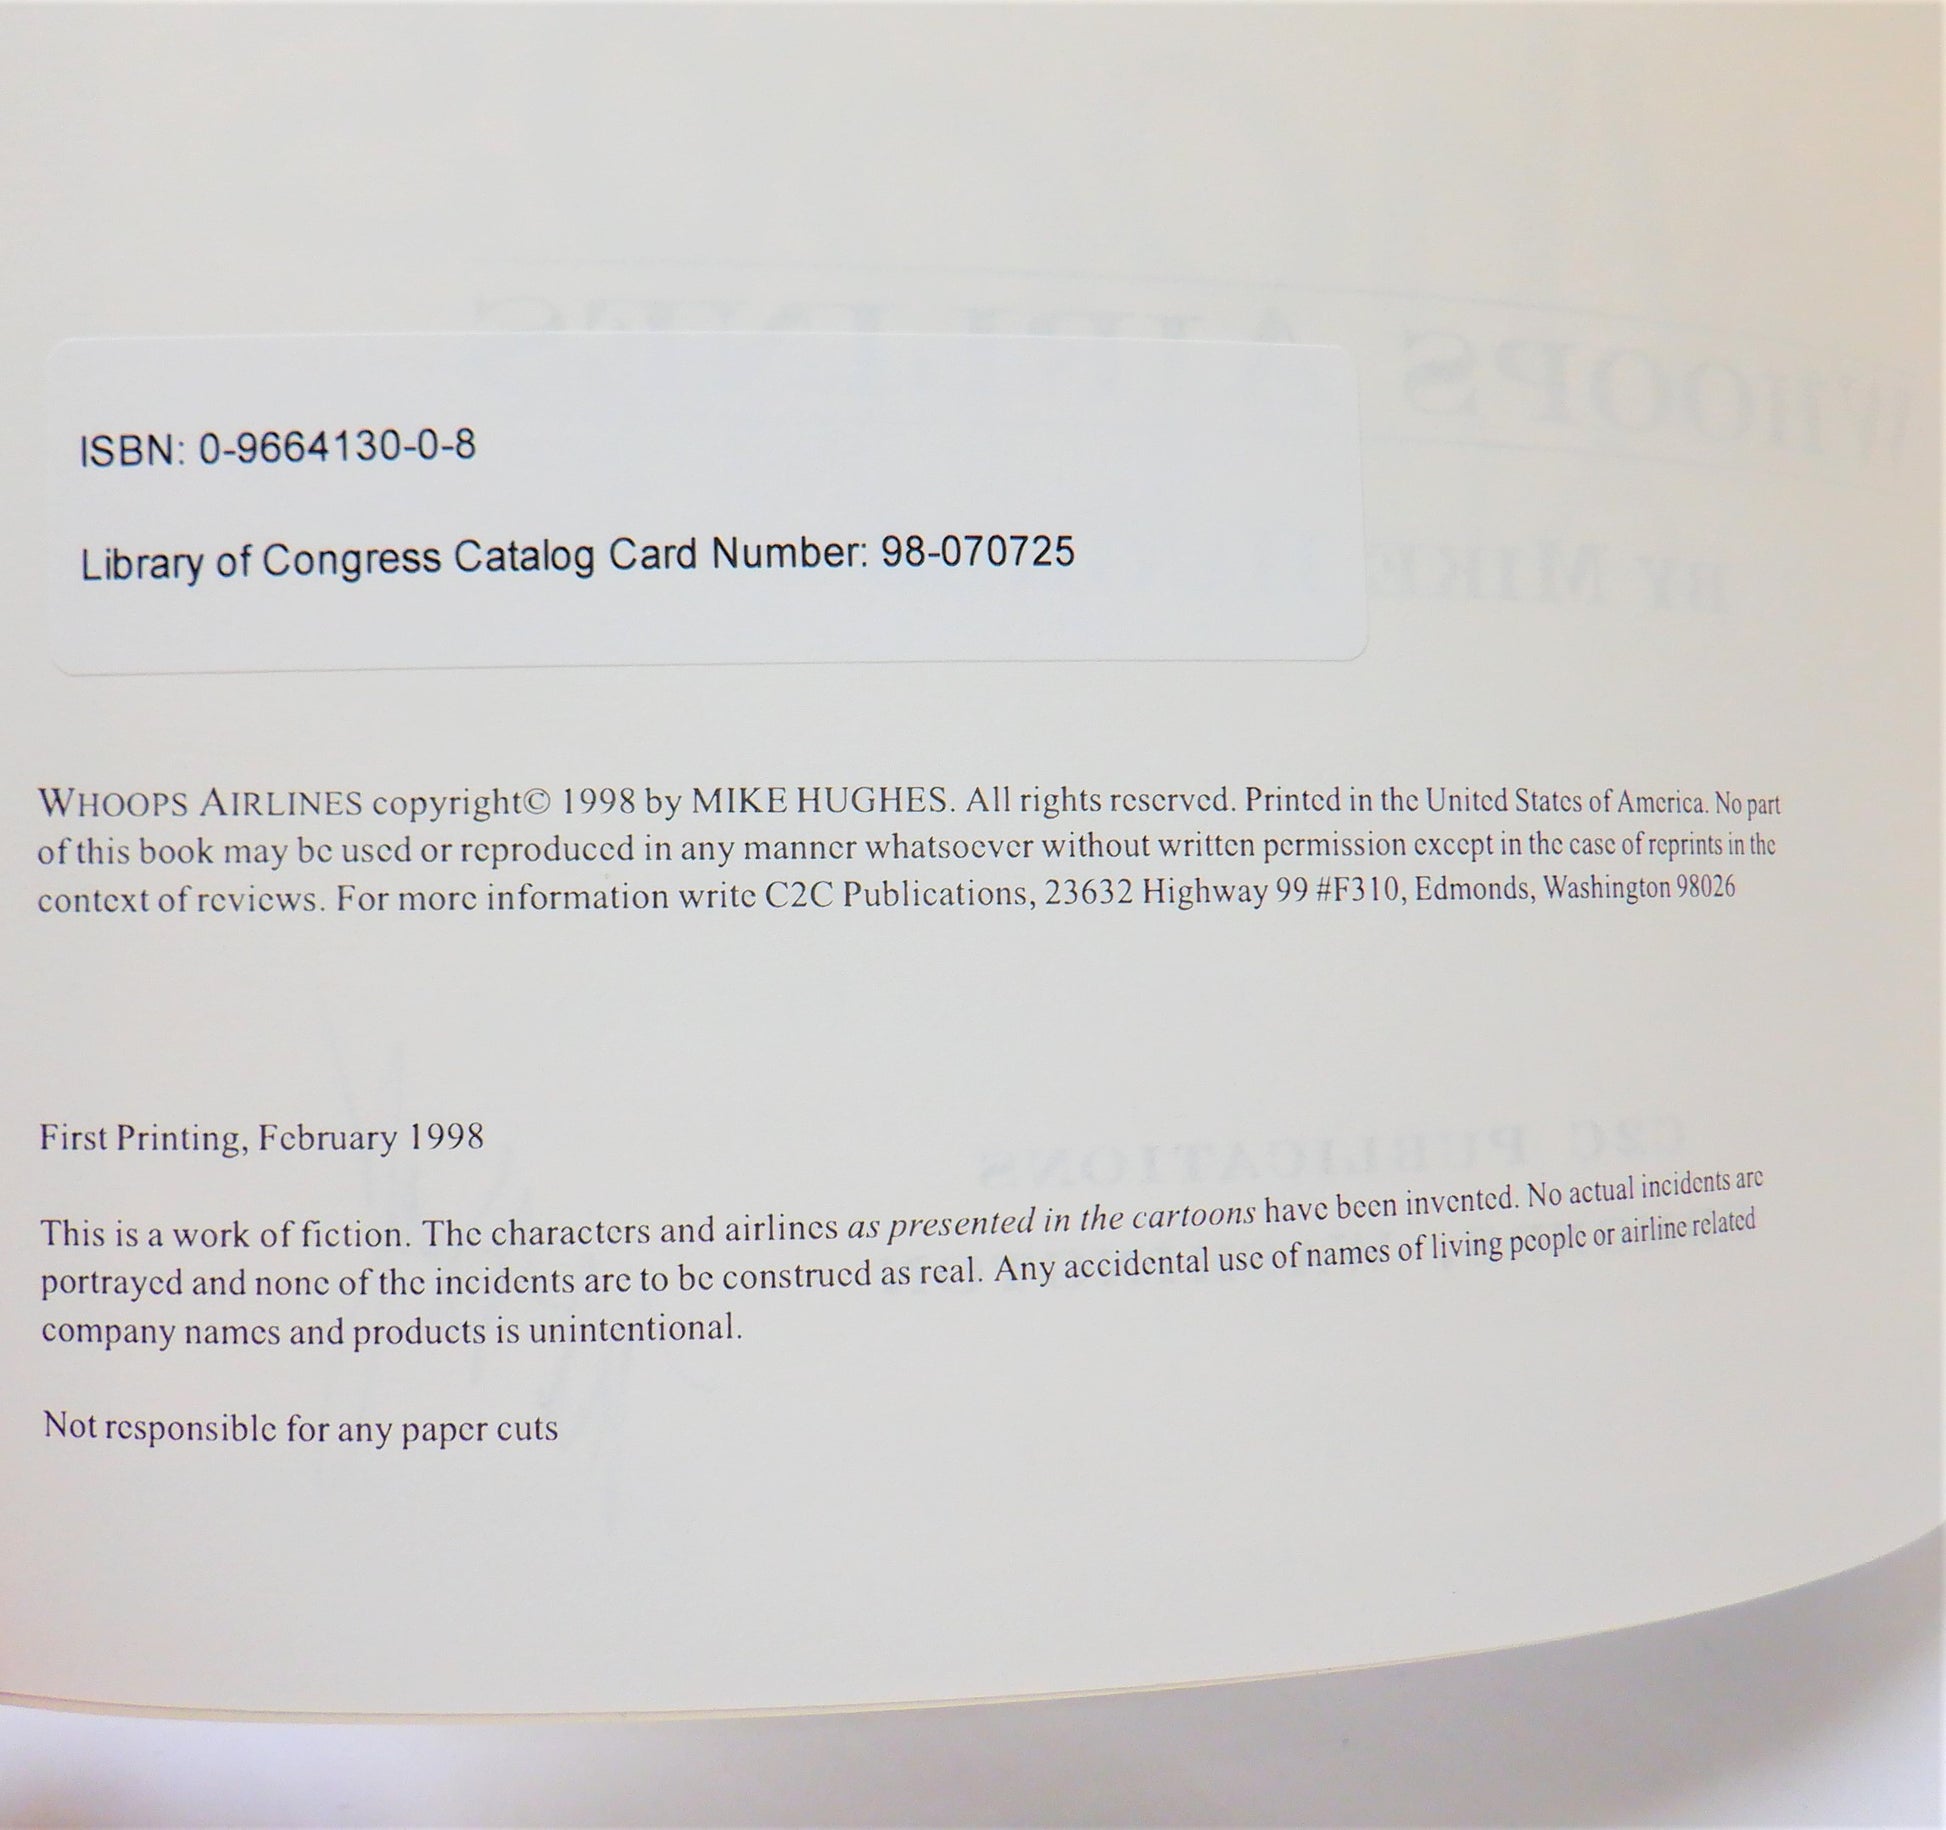 WHOOPS AIRLINES
BY MIKE
ISBN: 0-9664130-0-8
Library of Congress Catalog Card Number: 98-070725
WHOOPS AIRLINES copyright© 1998 by MIKE HUGHES. All rights reserved. Printed in the United States of America. No part
of this book may be used or reproduced in any manner whatsoever without written permission except in the case of reprints in the
context of reviews. For more information write C2C Publications, 23632 Highway 99 #F310, Edmonds, Washington 98026
First Printing, February 1998
C2C PUBLICATIONS
This is a work of fiction. The characters and airlines as presented in the cartoons have been invented. No actual incidents are
portrayed and none of the incidents are to be construed as real. Any accidental use of names of living people or airline related
company names and products is unintentional.
Not responsible for any paper cuts